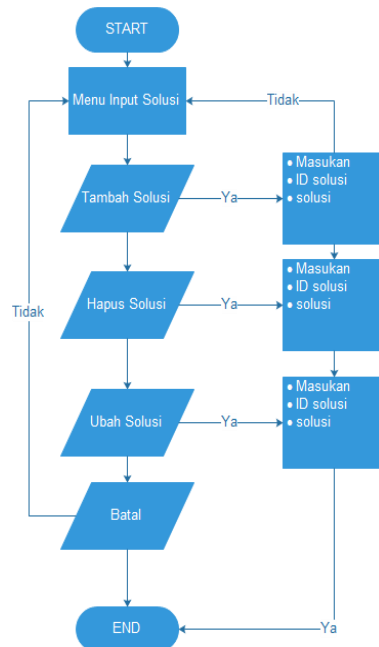 START
Menu Input Solusi
Tidak
Tambah Solusi
Ya
• Masukan
• ID solusi
• solusi
Hapus Solusi
Ya
• Masukan
• ID solusi
• solusi
Tidak
Ubah Solusi
Ya
• Masukan
• ID solusi
• solusi
Batal
END
Ya